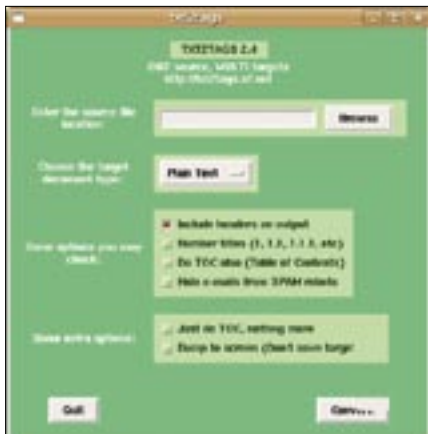 txt2tags
TXT2TAGS 2.4
ONE source, MULTI targets
http://txt2tags.sf.net
Enter the source file
location:
Browse
Choose the target
document type:
Plain Text
Some options you may
check:
Include headers on output
Number titles (1, 1.1, 1.1.1, etc)
Do TOC also (Table of Contents)
Hide e-mails from SPAM robots
Some extra options:
Just do TOC, nothing more
Dump to screen (Don't save target
Quit